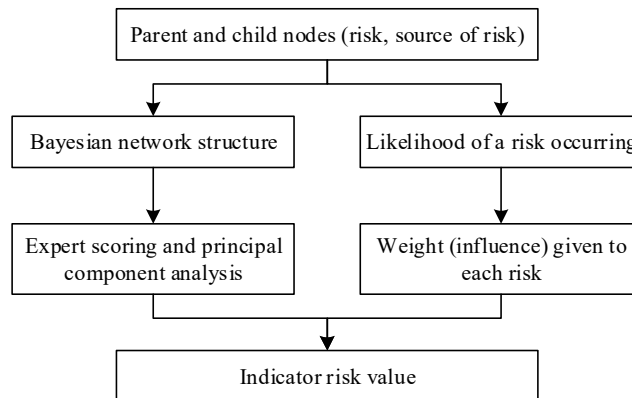 Parent and child nodes (risk, source of risk)
Bayesian network structure
Likelihood of a risk occurring
Expert scoring and principal
component analysis
Weight (influence) given to
each risk
Indicator risk value